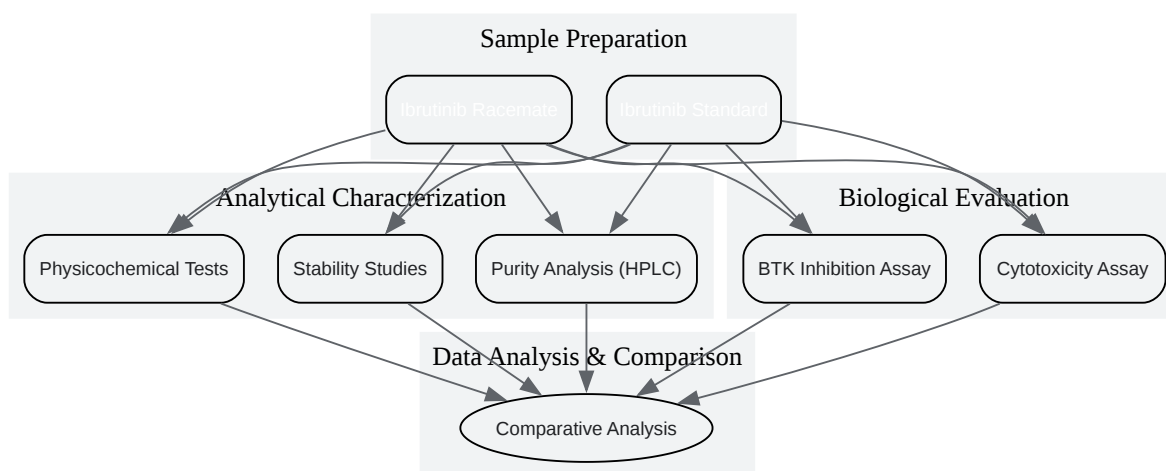 Sample Preparation
Ibrutinib Racemate
Ibrutinib Standard
Analytical Characterization
Biological Evaluation
Physicochemical Tests
Stability Studies
Purity Analysis (HPLC)
BTK Inhibition Assay
Cytotoxicity Assay
Data Analysis & Comparison
Comparative Analysis